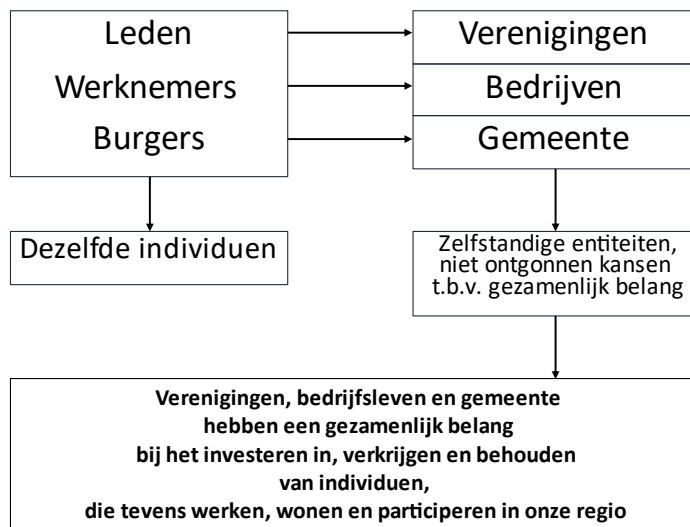 Leden
Verenigingen
Werknemers
Bedrijven
Burgers
Gemeente
Dezelfde individuen
Zelfstandige entiteiten,
niet ontgonnen kansen
t.b.v. gezamenlijk belang
Verenigingen, bedrijfsleven en gemeente
hebben een gezamenlijk belang
bij het investeren in, verkrijgen en behouden
van individuen,
die tevens werken, wonen en participeren in onze regio